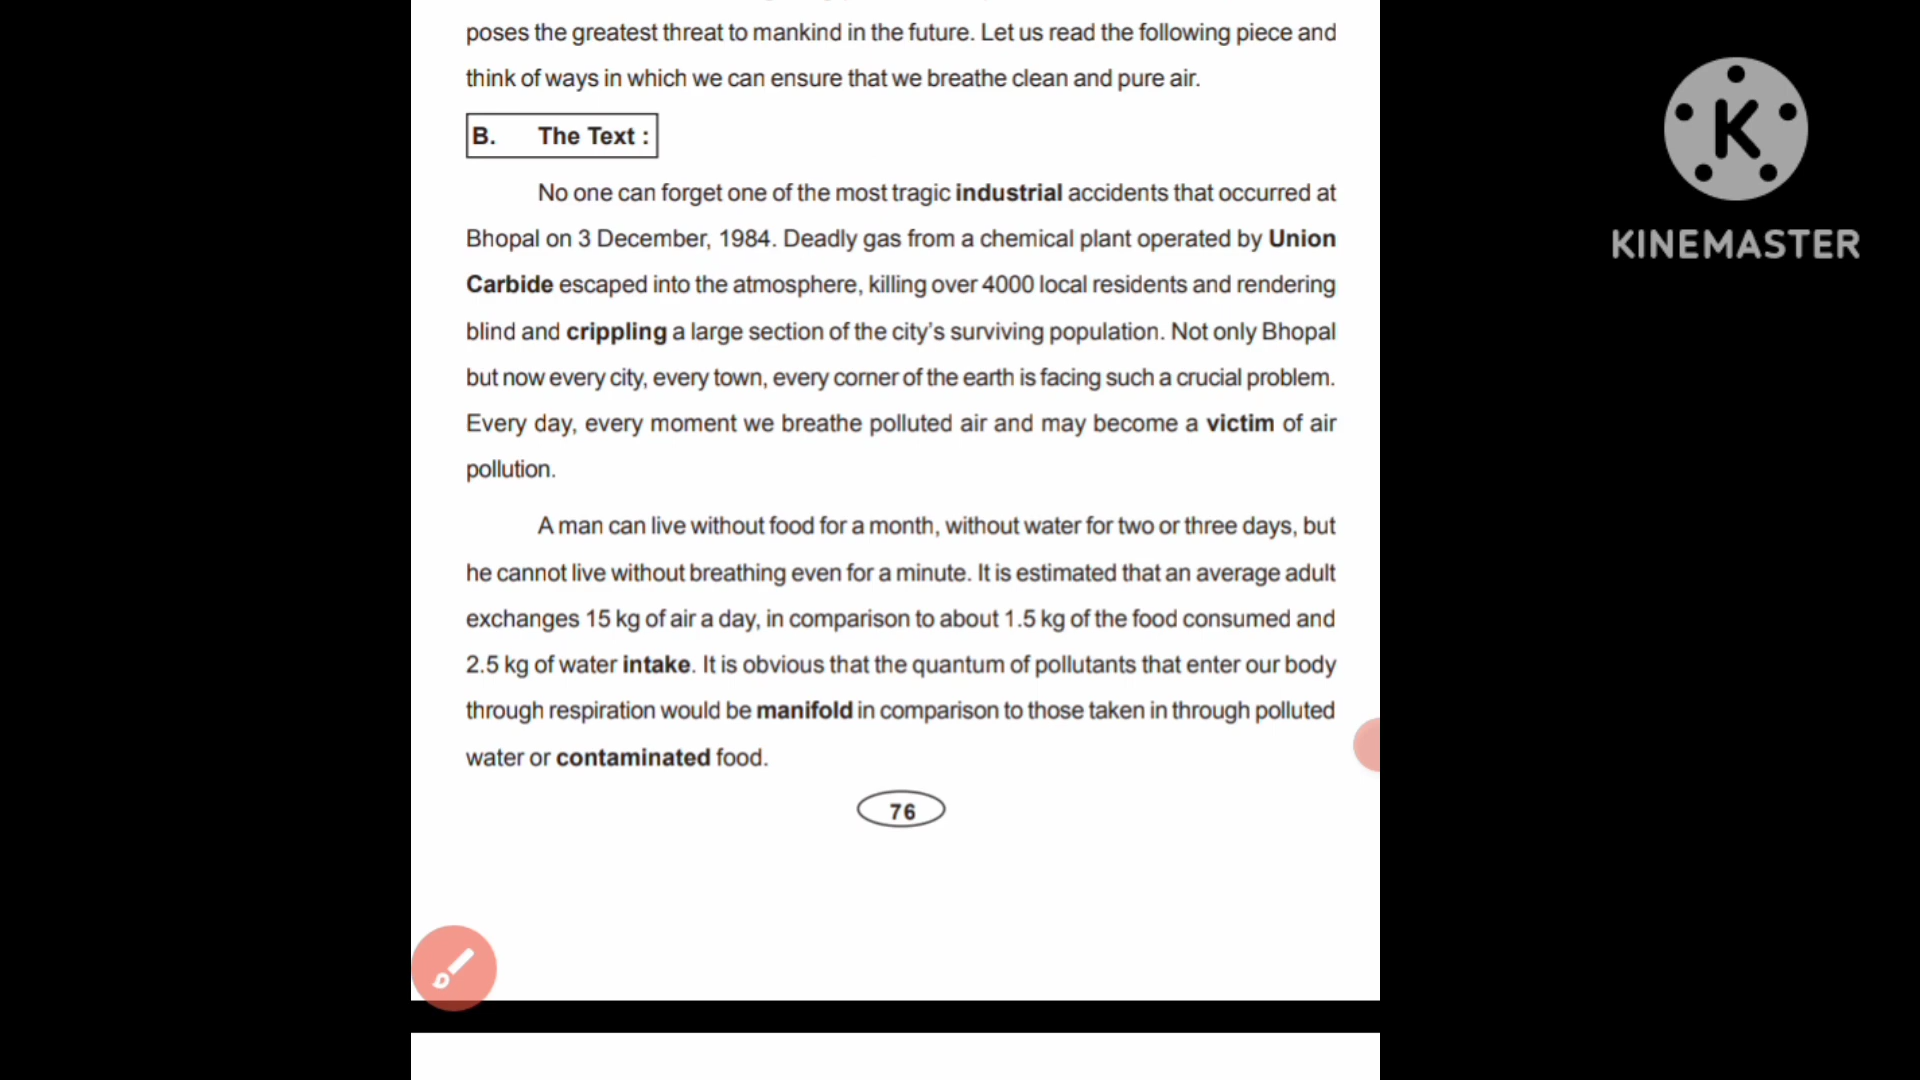 poses the greatest threat to mankind in the future. Let us read the following piece and
think of ways in which we can ensure that we breathe clean and pure air.
B. The Text :
No one can forget one of the most tragic industrial accidents that occurred at
Bhopal on 3 December, 1984. Deadly gas from a chemical plant operated by Union
Carbide escaped into the atmosphere, killing over 4000 local residents and rendering
blind and crippling a large section of the city's surviving population. Not only Bhopal
but now every city, every town, every corner of the earth is facing such a crucial problem.
Every day, every moment we breathe polluted air and may become a victim of air
pollution.
A man can live without food for a month, without water for two or three days, but
he cannot live without breathing even for a minute. It is estimated that an average adult
exchanges 15 kg of air a day, in comparison to about 1.5 kg of the food consumed and
2.5 kg of water intake. It is obvious that the quantum of pollutants that enter our body
through respiration would be manifold in comparison to those taken in through polluted
water or contaminated food.
76
K
KINEMASTER